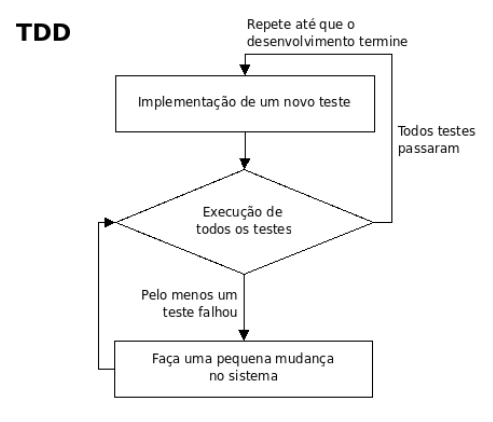 TDD
Repete até que o
desenvolvimento termine
Implementação de um novo teste
Todos testes
passaram
Execução de
todos os testes
Pelo menos um
teste falhou
Faça uma pequena mudança
no sistema